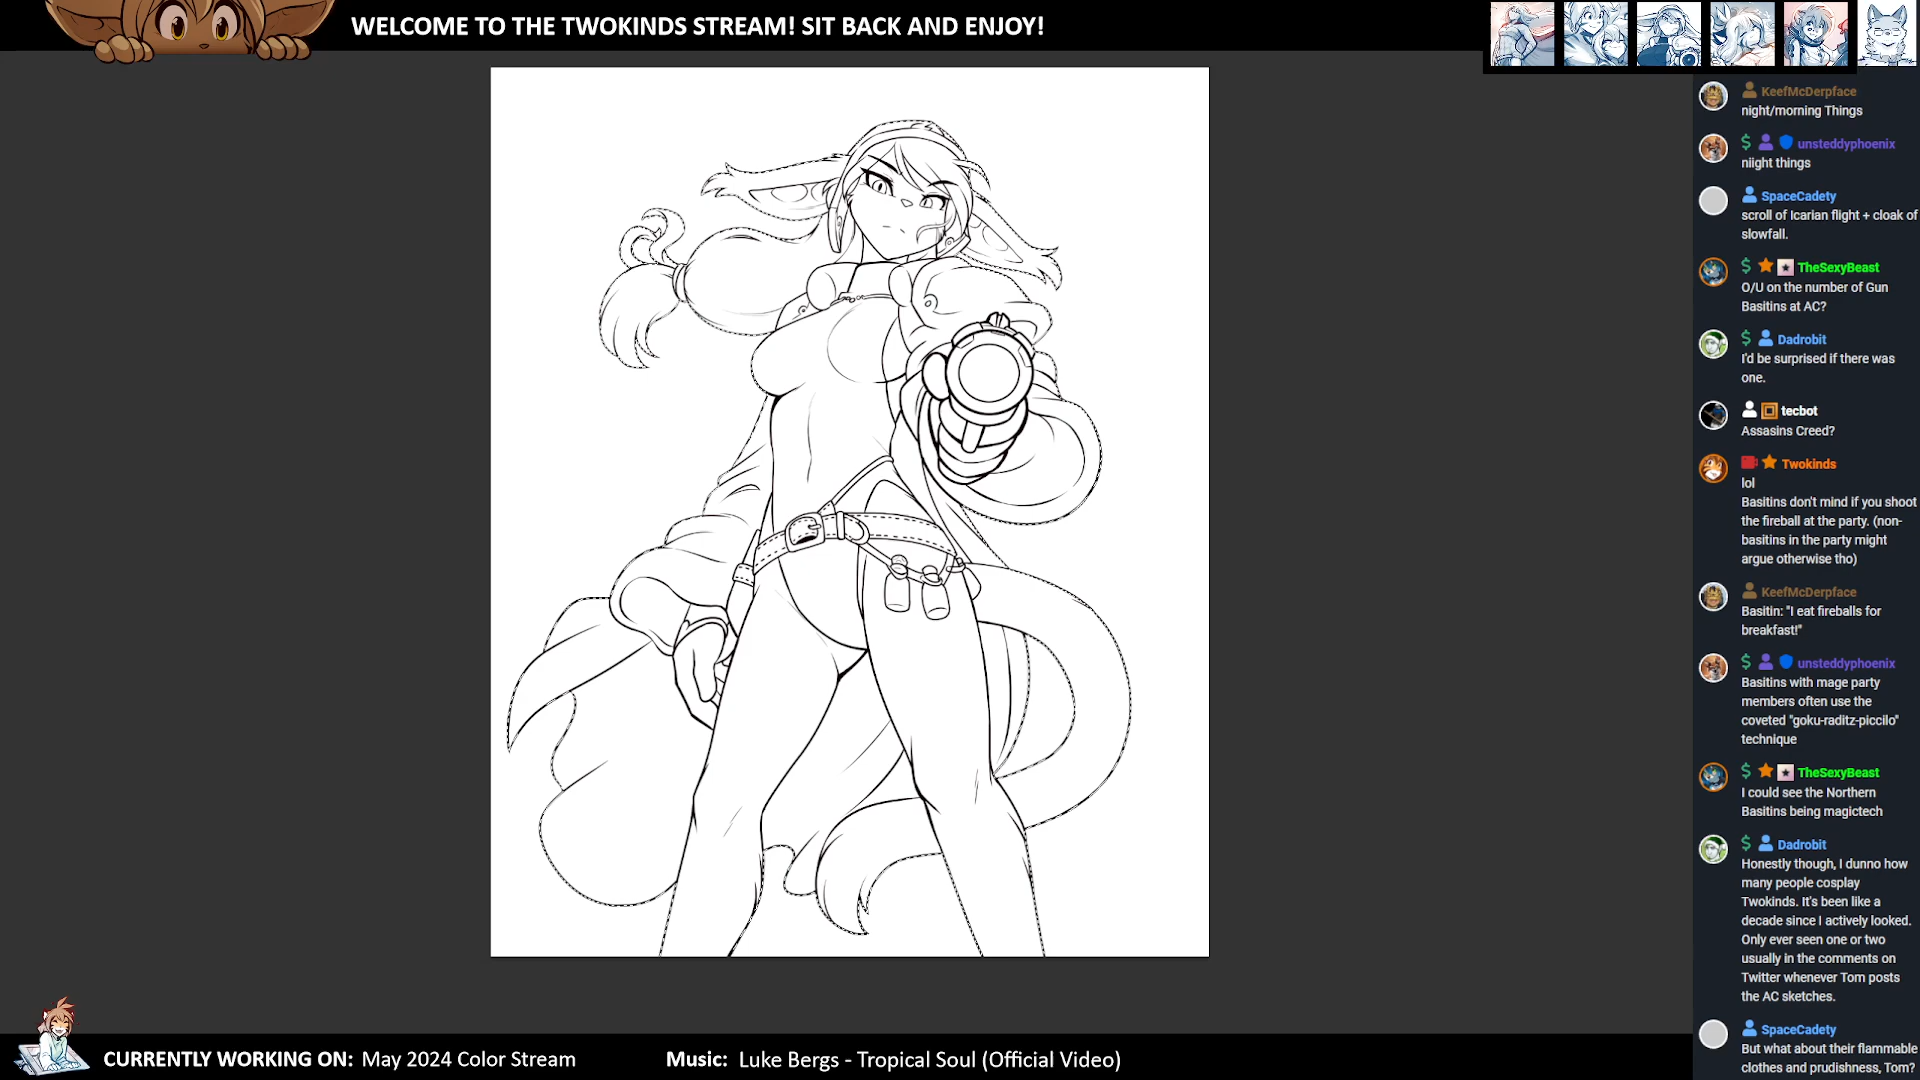 WELCOME TO THE TWOKINDS STREAM! SIT BACK AND ENJOY!
KeefMcDerpface
night/morning Things
unsteddyphoenix
niight things
SpaceCadety
scroll of Icarian flight + cloak of
slowfall.
TheSexyBeast
O/U on the number of Gun
Basitins at AC?
Dadrobit
I'd be surprised if there was
one.
tecbot
Assasins Creed?
Twokinds
lol
Basitins don't mind if you shoot
the fireball at the party. (non-
basitins in the party might
argue otherwise tho)
KeefMcDerpface
Basitin: "I eat fireballs for
breakfast!"
unsteddyphoenix
Basitins with mage party
members often use the
coveted "goku-raditz-piccilo"
technique
TheSexyBeast
I could see the Northern
Basitins being magictech
Dadrobit
Honestly though, I dunno how
many people cosplay
Twokinds. It's been like a
decade since I actively looked.
Only ever seen one or two
usually in the comments on
Twitter whenever Tom posts
the AC sketches.
SpaceCadety
But what about their flammable
clothes and prudishness, Tom?
CURRENTLY WORKING ON: May 2024 Color Stream
Music: Luke Bergs - Tropical Soul (Official Video)